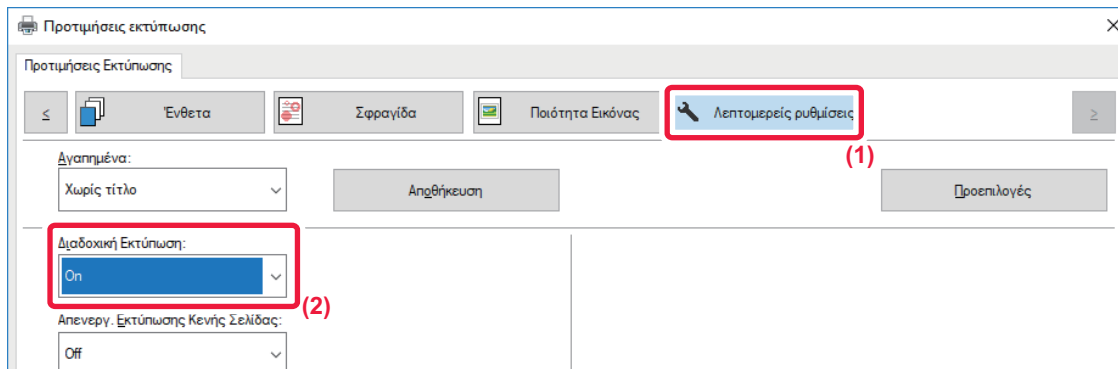 Προτιμήσεις εκτύπωσης
Προτιμήσεις Εκτύπωσης
< Ένθετα Σφραγίδα Ποιότητα Εικόνας Λεπτομερείς ρυθμίσεις >
(1)
Αγαπημένα:
Χωρίς τίτλο Αποθήκευση Προεπιλογές
Διαδοχική Εκτύπωση:
On
(2)
Απενεργ. Εκτύπωσης Κενής Σελίδας:
Off